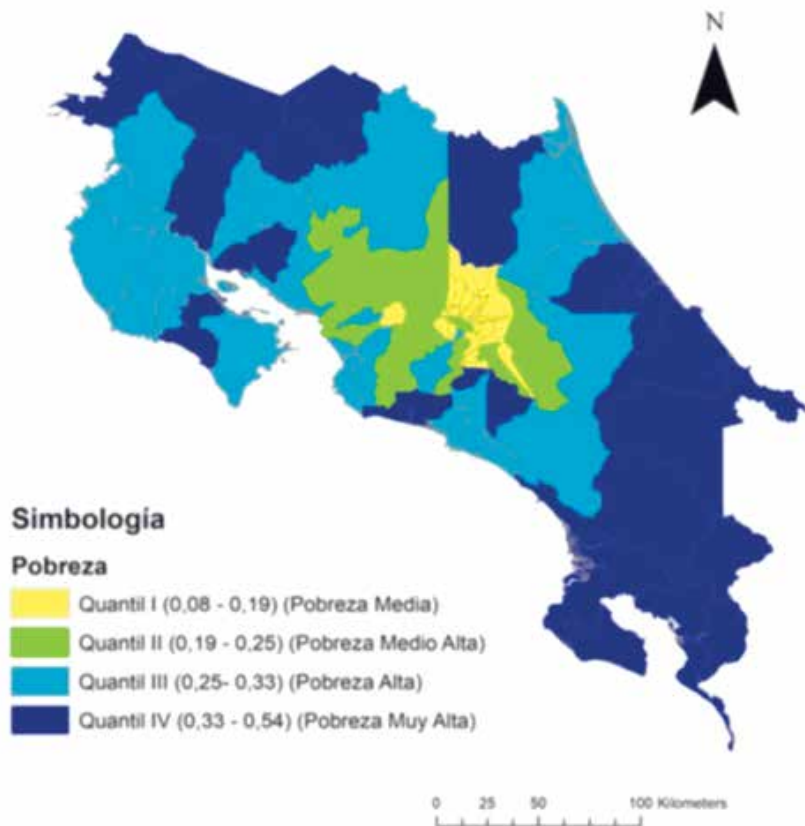 N
Simbología
Pobreza
Quantil I (0,08 - 0,19) (Pobreza Media)
Quantil II (0,19 - 0,25) (Pobreza Medio Alta)
Quantil III (0,25- 0,33) (Pobreza Alta)
Quantil IV (0,33 - 0,54) (Pobreza Muy Alta)
0 25 50 100 Kilometers